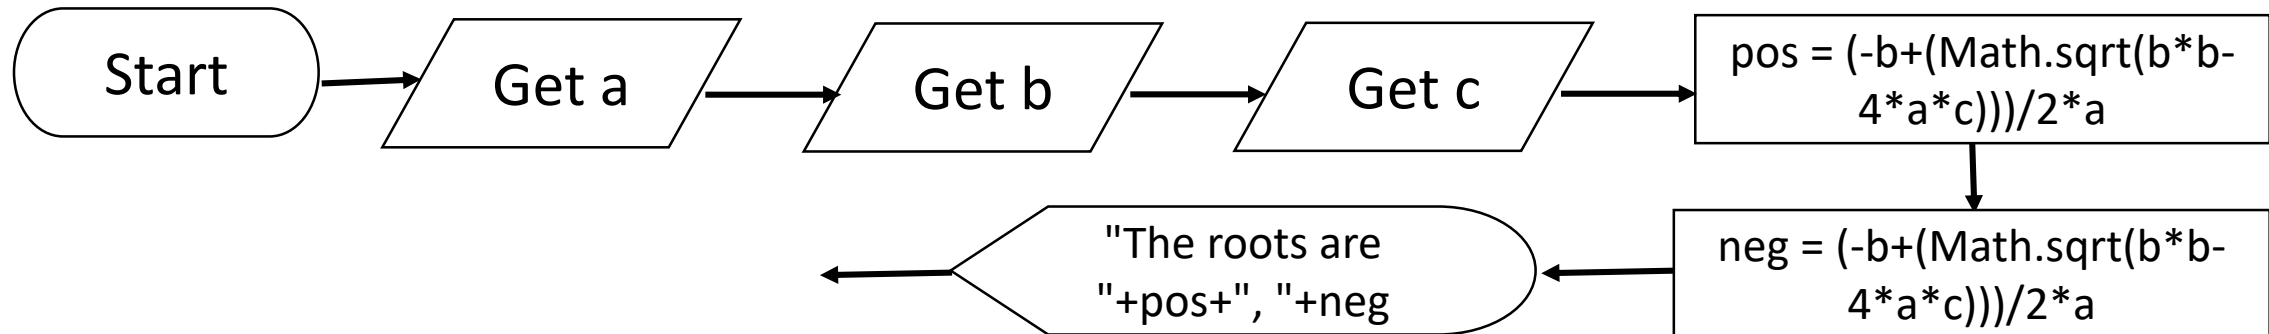 Start
Get a
Get b
Get c
pos = (-b+(Math.sqrt(b*b-
4*a*c)))/2*a
neg = (-b+(Math.sqrt(b*b-
4*a*c)))/2*a
"The roots are
"+pos+", "+neg